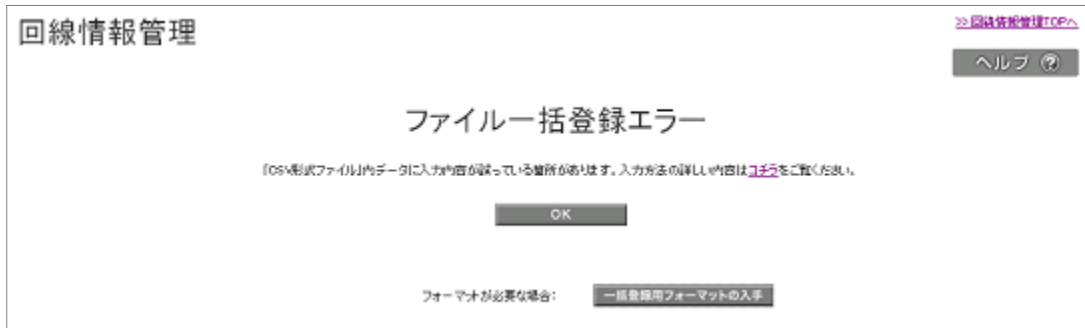 回線情報管理
>>回線情報管理TOPへ
ヘルプ ?
ファイル一括登録エラー
「CSV形式ファイル」内データに入力内容が誤っている箇所があります。入力方法の詳しい内容はコチラをご覧ください。
OK
フォーマットが必要な場合:
一括登録用フォーマットの入手